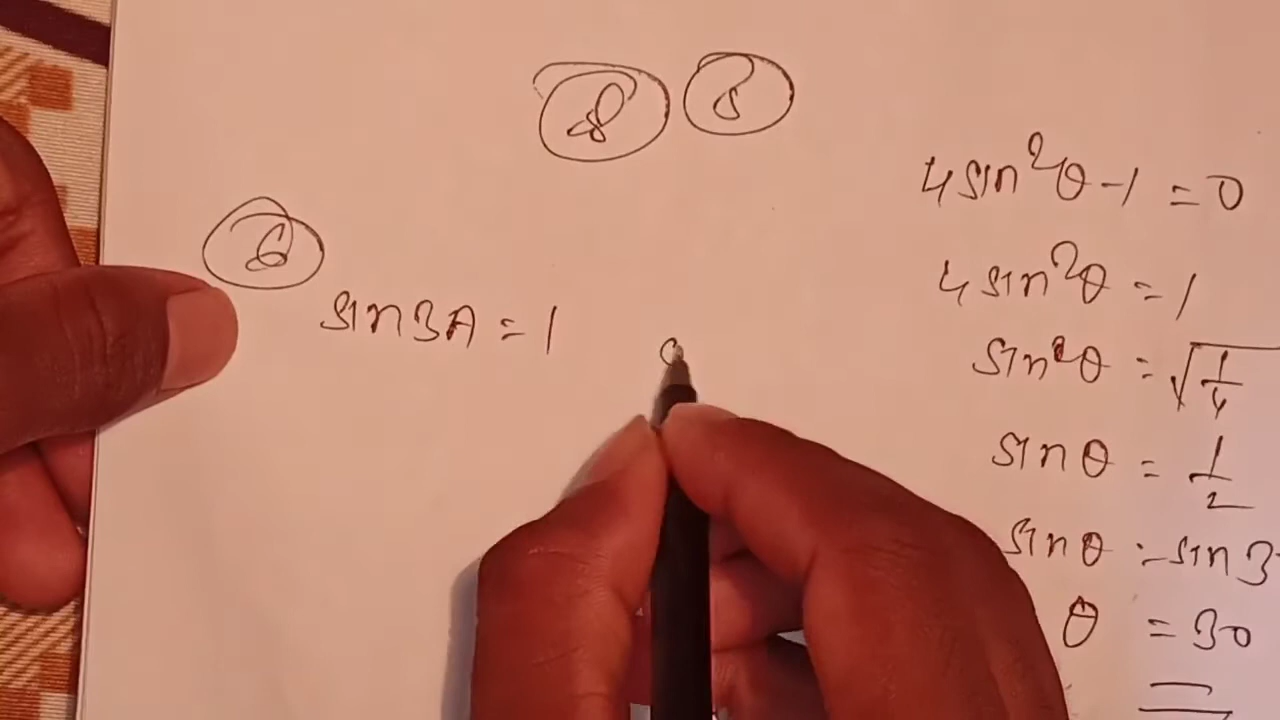 8 8
6
sin3A = 1
4sin²θ-1 = 0
4sin²θ = 1
sin²θ = √1/4
sinθ = 1/2
sinθ = sin3
θ = 30